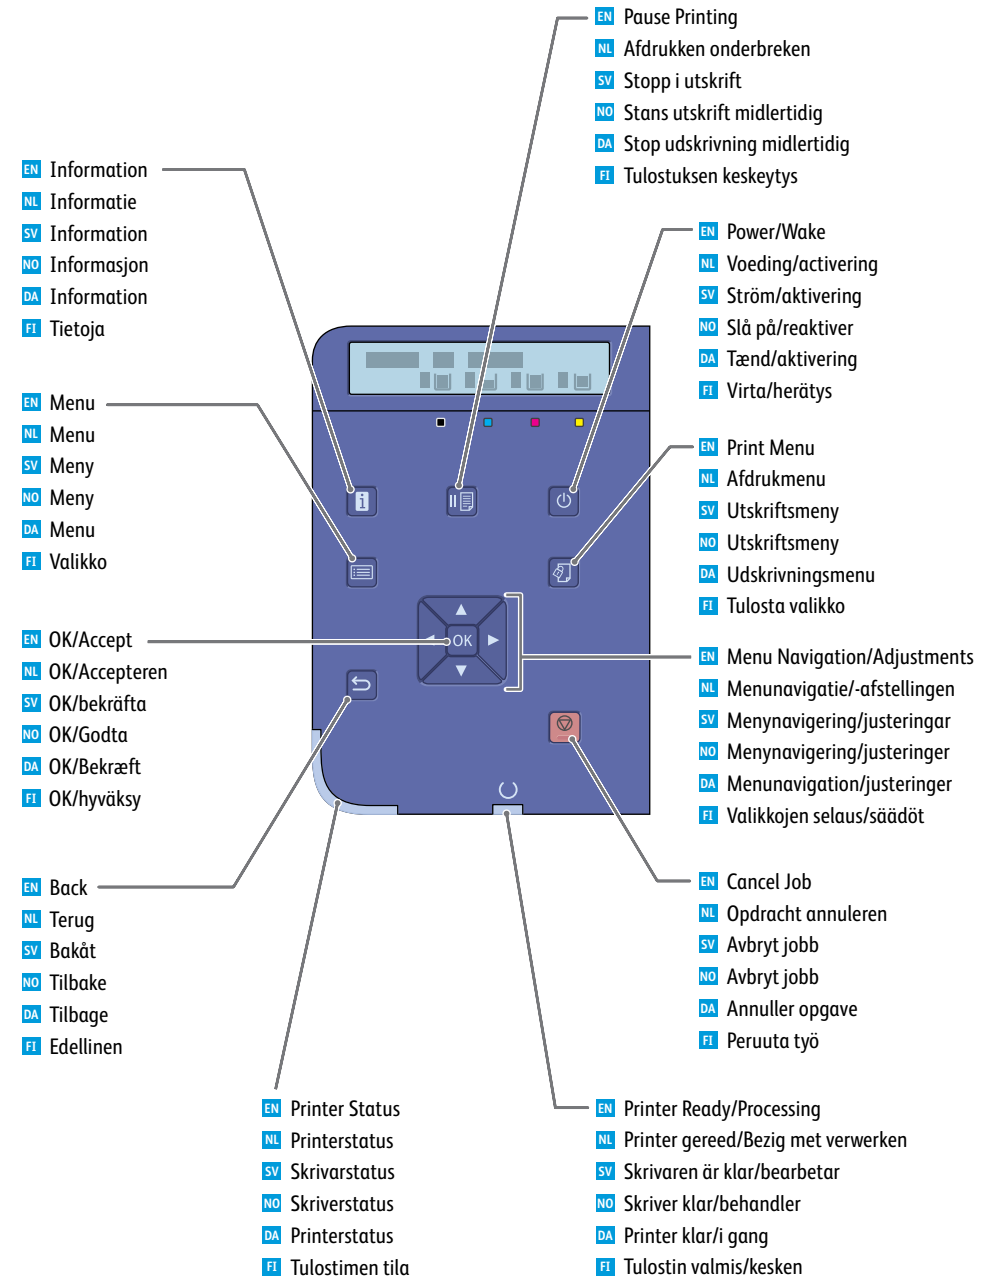 EN Pause Printing
NL Afdrukken onderbreken
SV Stopp i utskrift
NO Stans utskrift midlertidig
DA Stop udskrivning midlertidig
FI Tulostuksen keskeytys
EN Information
NL Informatie
SV Information
NO Informasjon
DA Information
FI Tietoja
EN Power/Wake
NL Voeding/activering
SV Ström/aktivering
NO Slå på/reaktiver
DA Tænd/aktivering
FI Virta/herätys
EN Menu
NL Menu
SV Meny
NO Meny
DA Menu
FI Valikko
EN Print Menu
NL Afdrukmenu
SV Utskriftsmeny
NO Utskriftsmeny
DA Udskrivningsmenu
FI Tulosta valikko
i
OK
EN OK/Accept
NL OK/Accepteren
SV OK/bekräfta
NO OK/Godta
DA OK/Bekræft
FI OK/hyväksy
EN Menu Navigation/Adjustments
NL Menunavigatie/-afstellingen
SV Menynavigering/justeringar
NO Menynavigering/justeringer
DA Menunavigation/justeringer
FI Valikkojen selaus/säädöt
EN Back
NL Terug
SV Bakåt
NO Tilbake
DA Tilbage
FI Edellinen
EN Cancel Job
NL Opdracht annuleren
SV Avbryt jobb
NO Avbryt jobb
DA Annuller opgave
FI Peruuta työ
EN Printer Status
NL Printerstatus
SV Skrivarstatus
NO Skriverstatus
DA Printerstatus
FI Tulostimen tila
EN Printer Ready/Processing
NL Printer gereed/Bezig met verwerken
SV Skrivaren är klar/bearbetar
NO Skriver klar/behandler
DA Printer klar/i gang
FI Tulostin valmis/kesken